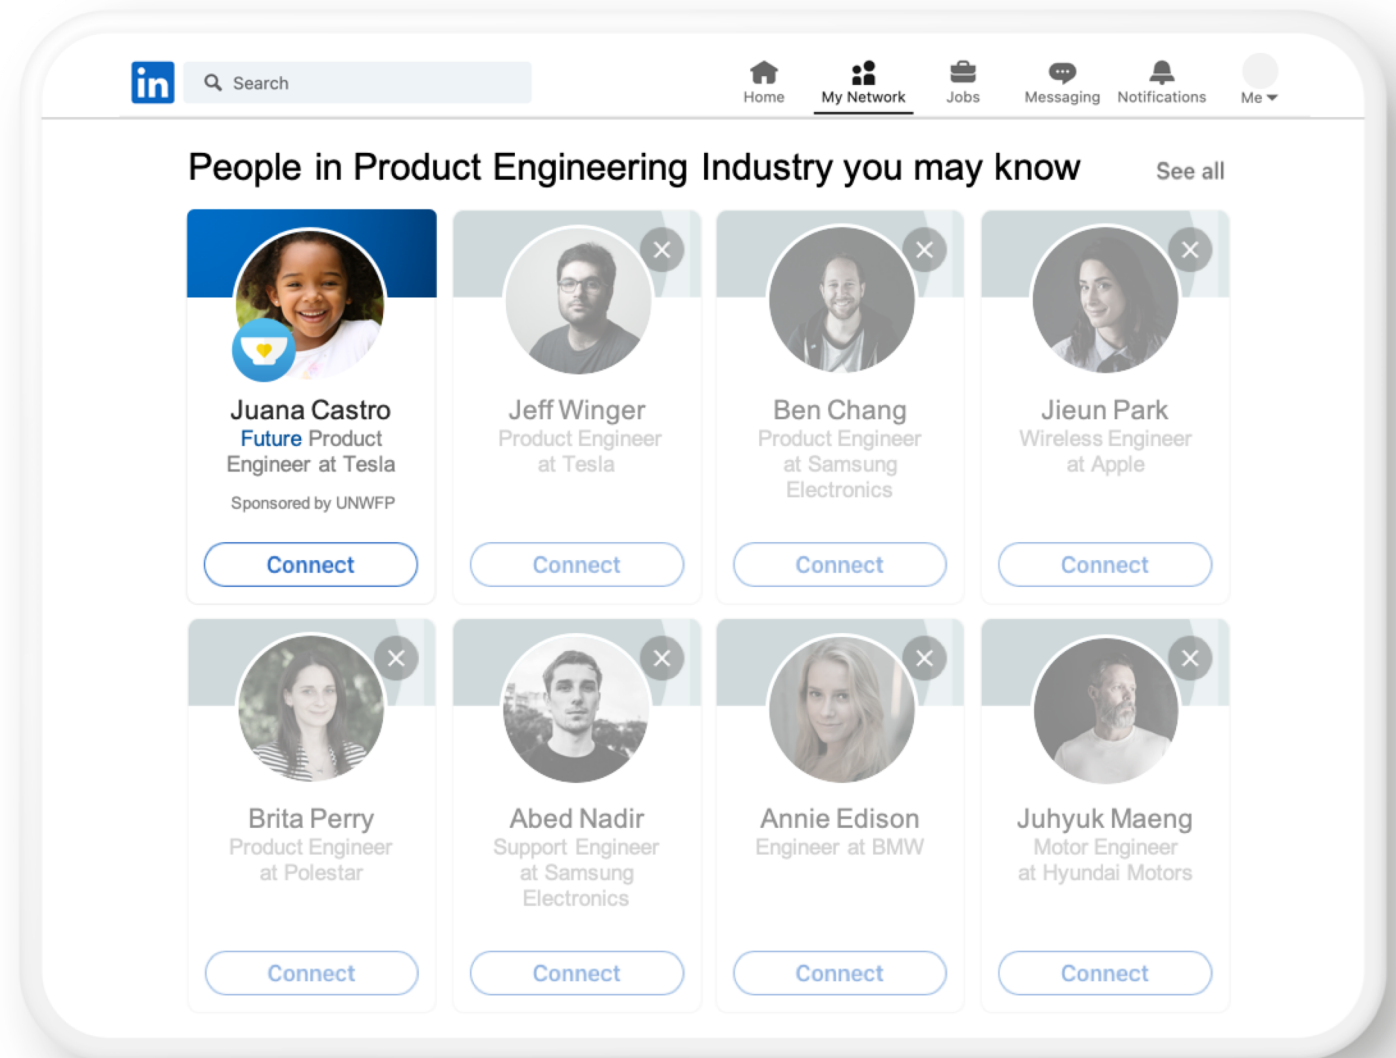 in
Search
Home
My Network
Jobs
Messaging
Notifications
Me
People in Product Engineering Industry you may know
See all
Juana Castro
Future Product
Engineer at Tesla
Sponsored by UNWFP
Connect
Jeff Winger
Product Engineer
at Tesla
Connect
Ben Chang
Product Engineer
at Samsung
Electronics
Connect
Jieun Park
Wireless Engineer
at Apple
Connect
Brita Perry
Product Engineer
at Polestar
Connect
Abed Nadir
Support Engineer
at Samsung
Electronics
Connect
Annie Edison
Engineer at BMW
Connect
Juhyuk Maeng
Motor Engineer
at Hyundai Motors
Connect